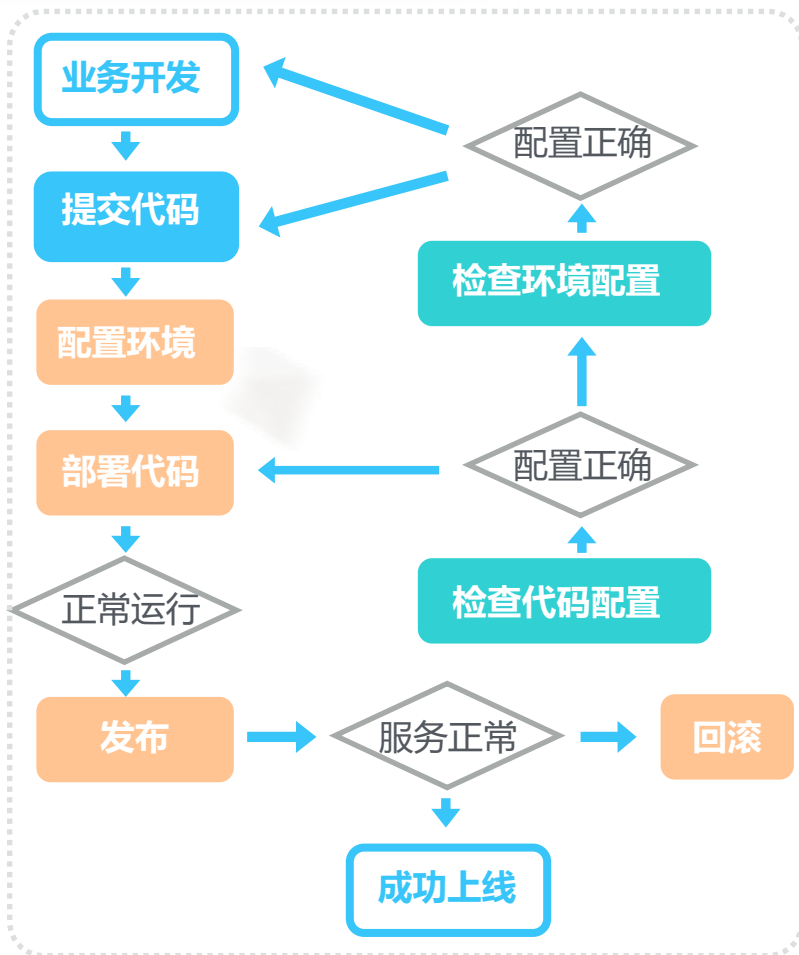 业务开发
提交代码
配置环境
部署代码
正常运行
发布
配置正确
检查环境配置
配置正确
检查代码配置
服务正常
回滚
成功上线